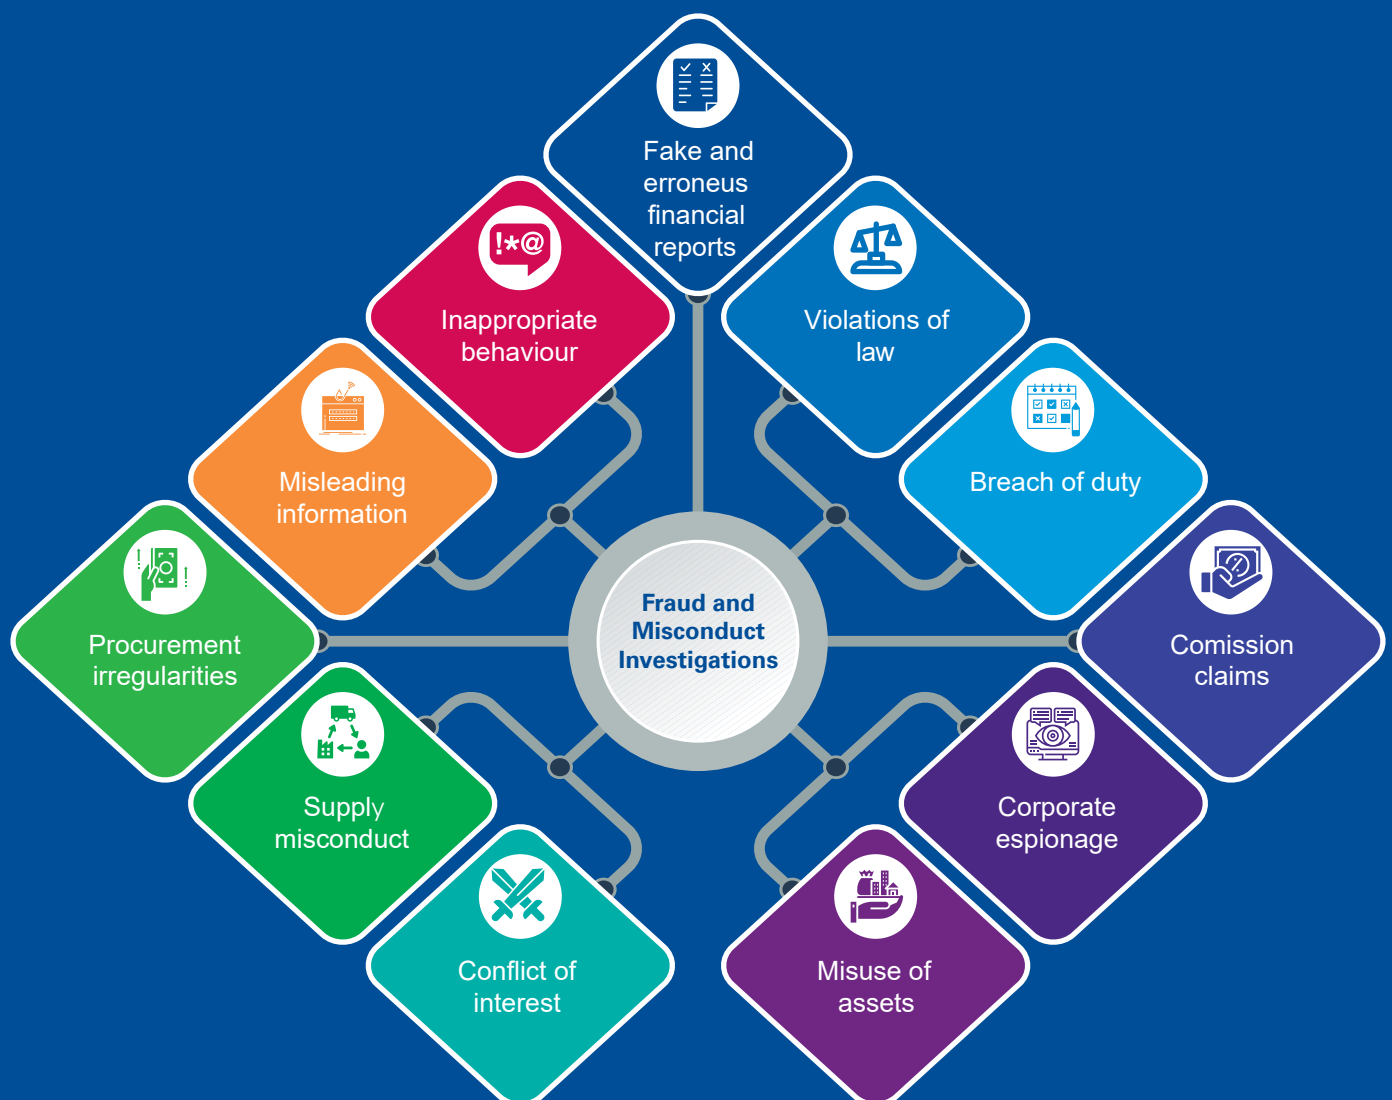 Fake and
erroneus
financial
reports
!*@
Inappropriate
behaviour
Violations of
law
Misleading
information
Breach of duty
Fraud and
Misconduct
Investigations
Procurement
irregularities
Comission
claims
Supply
misconduct
Corporate
espionage
Conflict of
interest
Misuse of
assets